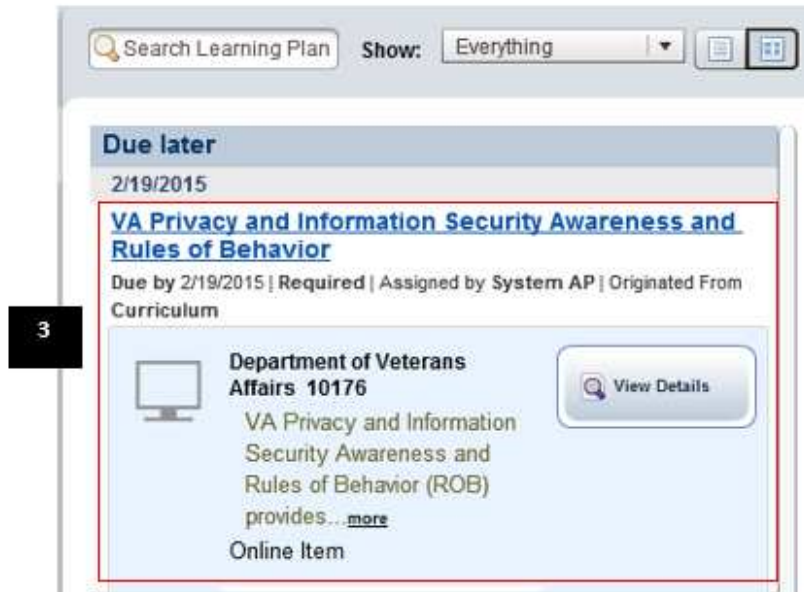 Search Learning Plan Show: Everything
Due later
2/19/2015
VA Privacy and Information Security Awareness and
Rules of Behavior
Due by 2/19/2015 | Required | Assigned by System AP | Originated From
Curriculum
3
Department of Veterans
Affairs 10176
View Details
VA Privacy and Information
Security Awareness and
Rules of Behavior (ROB)
provides...more
Online Item